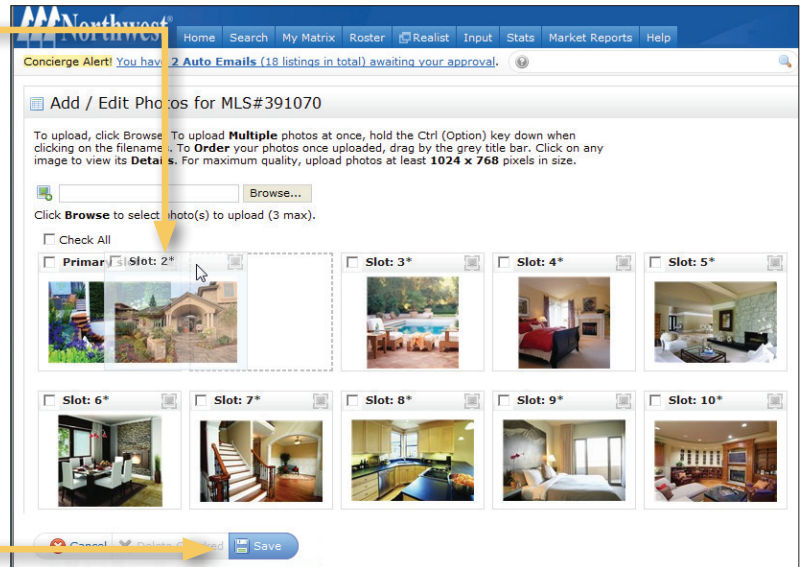 Northwest®
Home Search My Matrix Roster Realist Input Stats Market Reports Help
Concierge Alert! You have 2 Auto Emails (18 listings in total) awaiting your approval.
Add / Edit Photos for MLS#391070
To upload, click Browse. To upload Multiple photos at once, hold the Ctrl (Option) key down when
clicking on the filenames. To Order your photos once uploaded, drag by the grey title bar. Click on any
image to view its Details. For maximum quality, upload photos at least 1024 x 768 pixels in size.
Browse...
Click Browse to select photo(s) to upload (3 max).
Check All
Primary Slot: 2* Slot: 3* Slot: 4* Slot: 5*
Slot: 6* Slot: 7* Slot: 8* Slot: 9* Slot: 10*
Cancel Delete Save